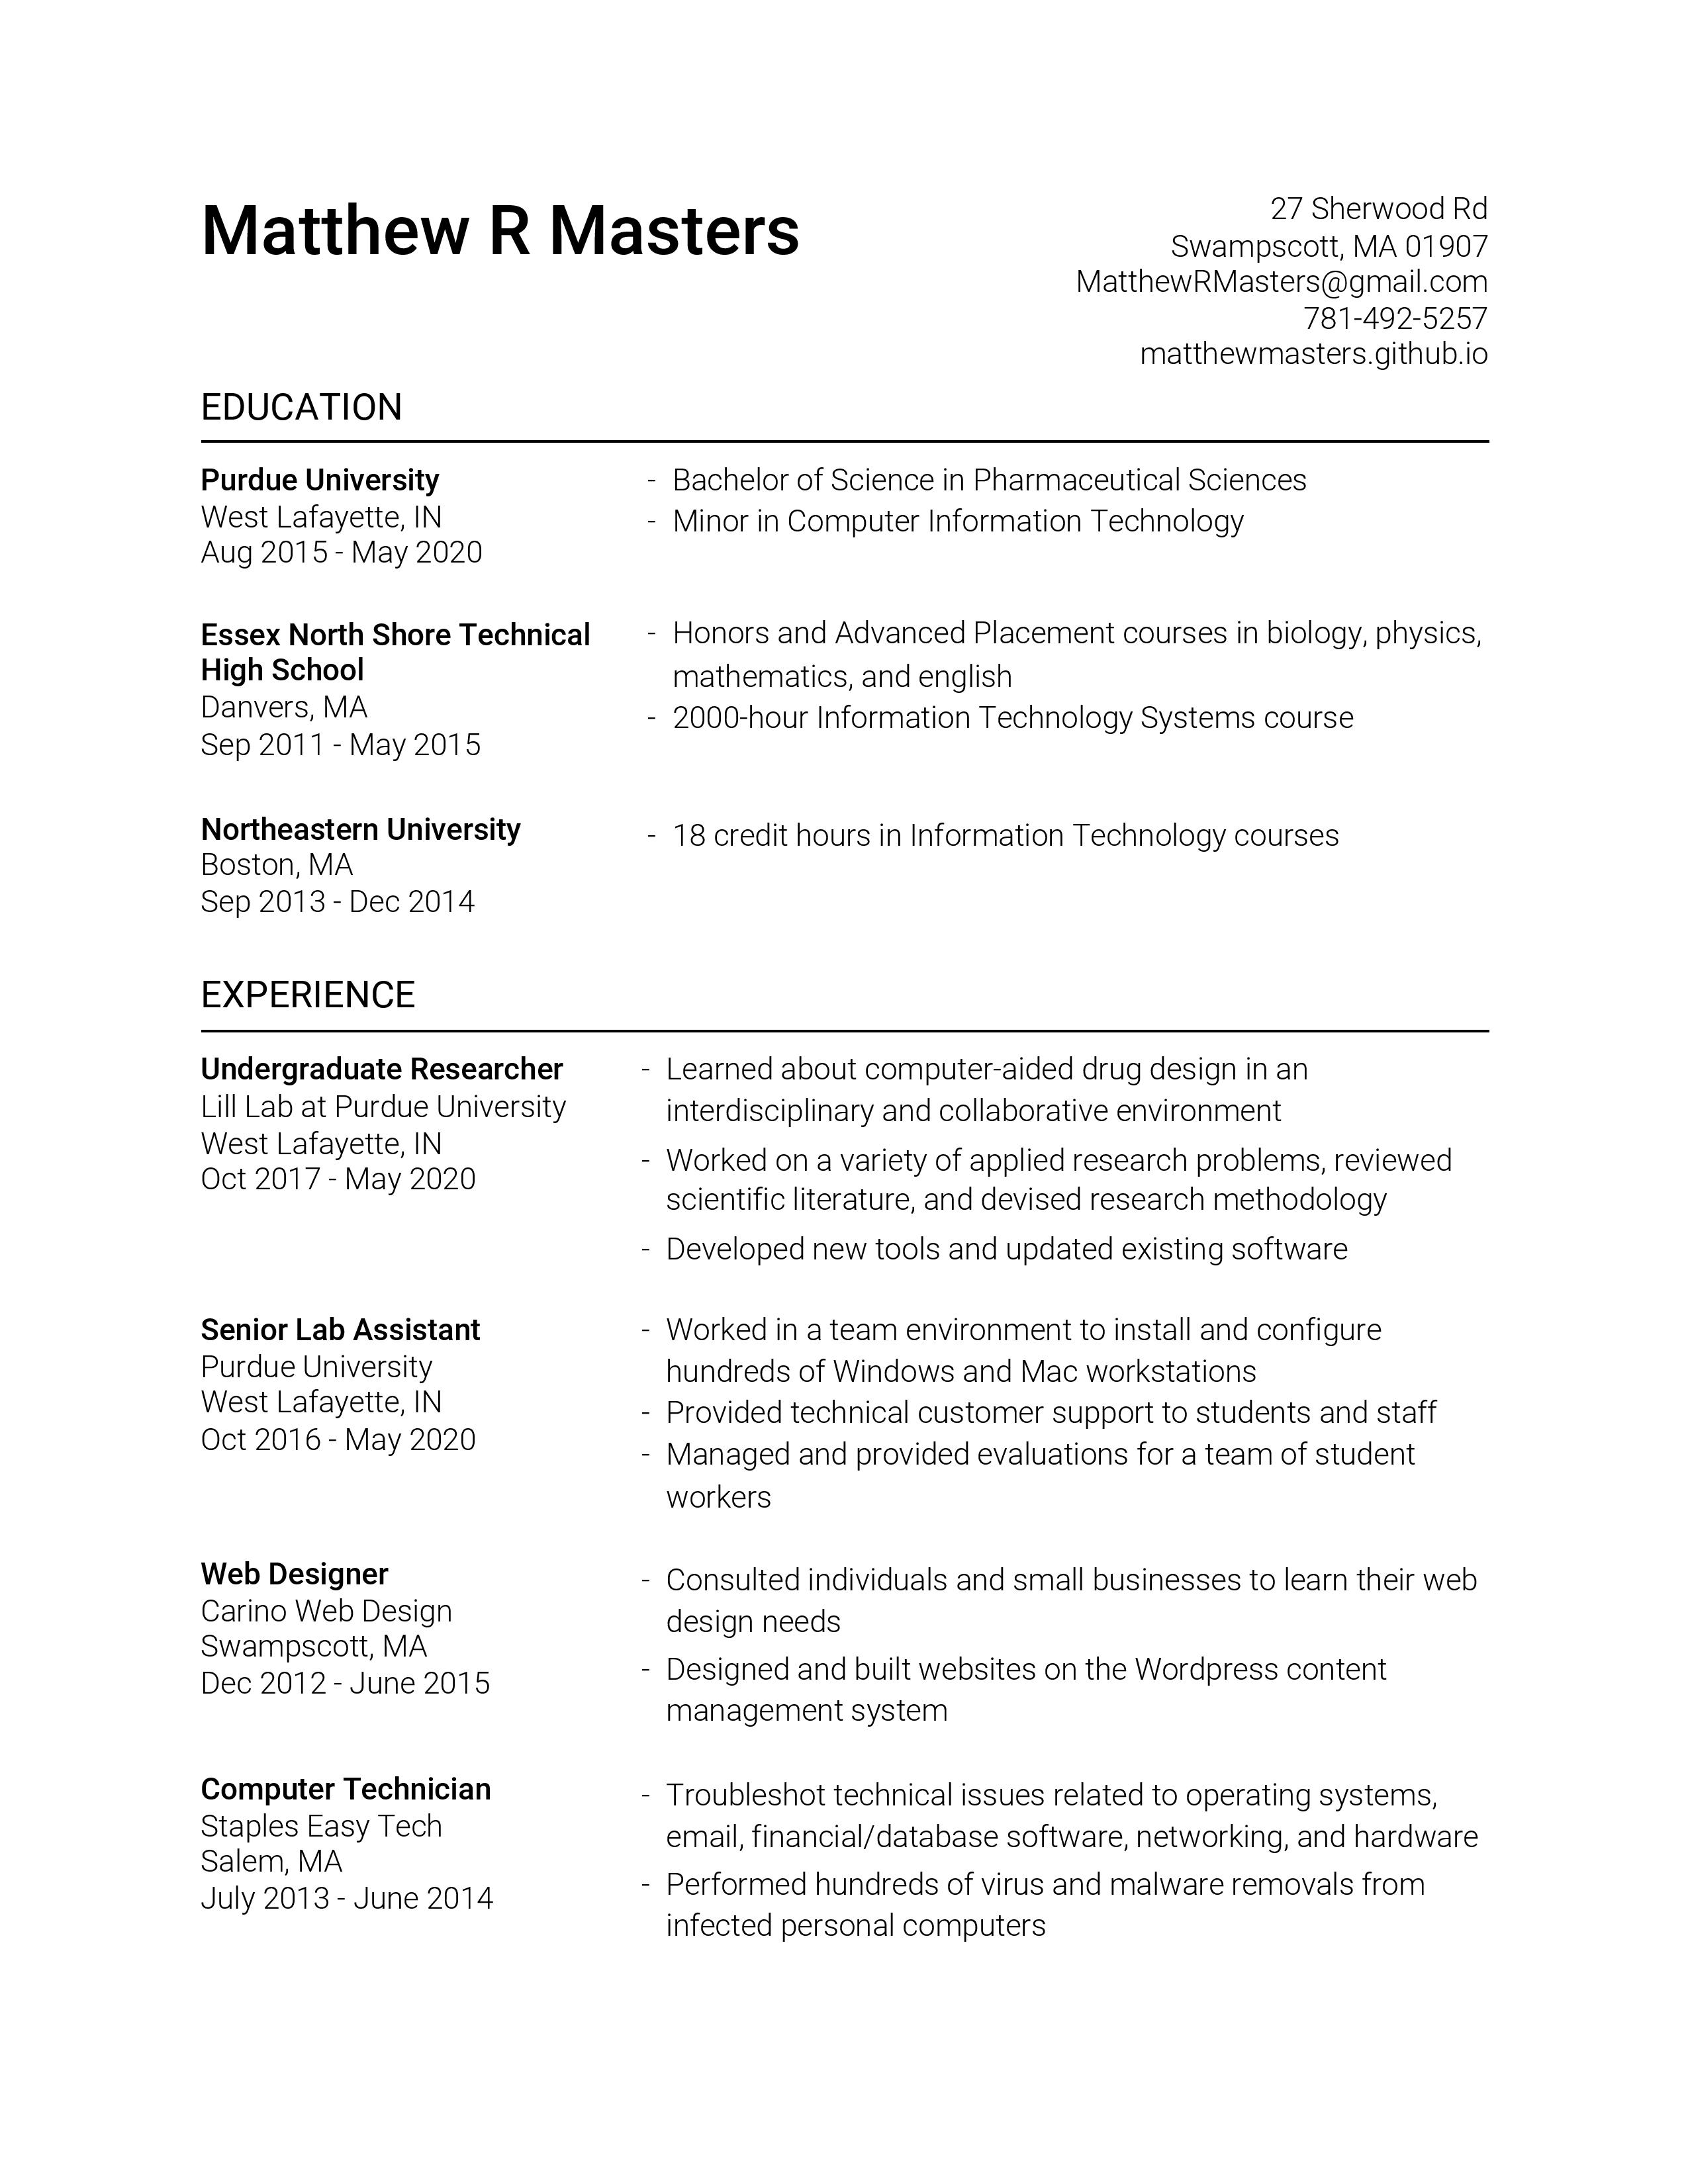 Matthew R Masters
27 Sherwood Rd
Swampscott, MA 01907
MatthewRMasters@gmail.com
781-492-5257
matthewmasters.github.io
EDUCATION
Purdue University
West Lafayette, IN
Aug 2015 - May 2020
- Bachelor of Science in Pharmaceutical Sciences
- Minor in Computer Information Technology
Essex North Shore Technical
High School
Danvers, MA
Sep 2011 - May 2015
- Honors and Advanced Placement courses in biology, physics,
mathematics, and english
- 2000-hour Information Technology Systems course
Northeastern University
Boston, MA
Sep 2013 - Dec 2014
- 18 credit hours in Information Technology courses
EXPERIENCE
Undergraduate Researcher
Lill Lab at Purdue University
West Lafayette, IN
Oct 2017 - May 2020
- Learned about computer-aided drug design in an
interdisciplinary and collaborative environment
- Worked on a variety of applied research problems, reviewed
scientific literature, and devised research methodology
- Developed new tools and updated existing software
Senior Lab Assistant
Purdue University
West Lafayette, IN
Oct 2016 - May 2020
- Worked in a team environment to install and configure
hundreds of Windows and Mac workstations
- Provided technical customer support to students and staff
- Managed and provided evaluations for a team of student
workers
Web Designer
Carino Web Design
Swampscott, MA
Dec 2012 - June 2015
- Consulted individuals and small businesses to learn their web
design needs
- Designed and built websites on the Wordpress content
management system
Computer Technician
Staples Easy Tech
Salem, MA
July 2013 - June 2014
- Troubleshot technical issues related to operating systems,
email, financial/database software, networking, and hardware
- Performed hundreds of virus and malware removals from
infected personal computers